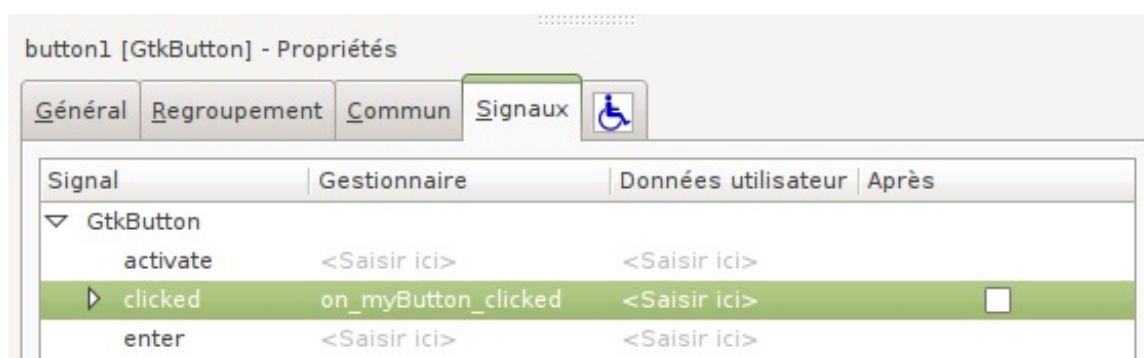 button1 [GtkButton] - Propriétés
Général Regroupement Commun Signaux
Signal Gestionnaire Données utilisateur Après
GtkButton
activate <Saisir ici> <Saisir ici>
clicked on_myButton_clicked <Saisir ici>
enter <Saisir ici> <Saisir ici>